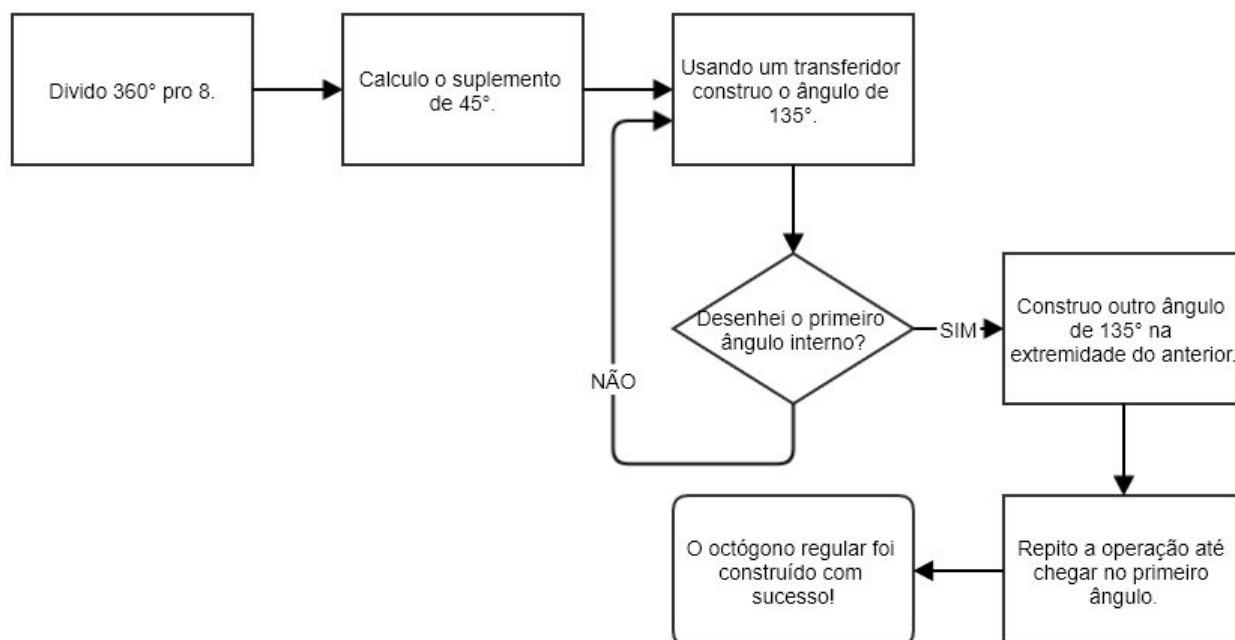 Divido 360° pro 8.
Calculo o suplemento
de 45°.
Usando um transferidor
construo o ângulo de
135°.
Desenhei o primeiro
ângulo interno?
SIM
NÃO
Construo outro ângulo
de 135° na
extremidade do anterior.
Repito a operação até
chegar no primeiro
ângulo.
O octógono regular foi
construído com
sucesso!